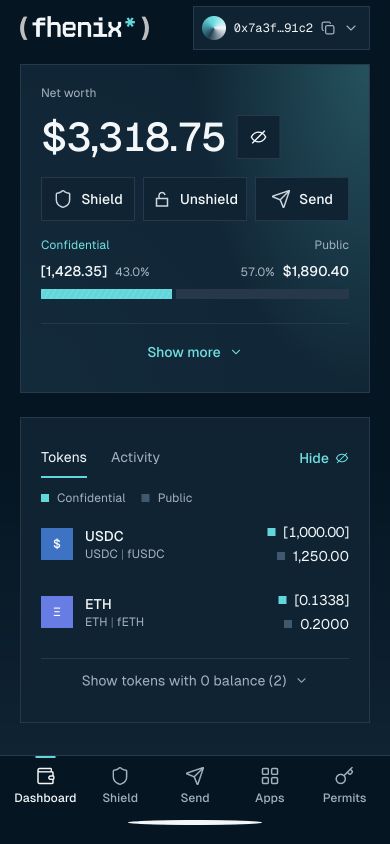 (fhenix*)
0x7a3f…91c2
Net worth
$3,318.75
Shield
Unshield
Send
Confidential
Public
[1,428.35] 43.0%
57.0% $1,890.40
Show more
Tokens
Activity
Hide
Confidential
Public
$
USDC
USDC | fUSDC
[1,000.00]
1,250.00
Ξ
ETH
ETH | fETH
[0.1338]
0.2000
Show tokens with 0 balance (2)
Dashboard
Shield
Send
Apps
Permits